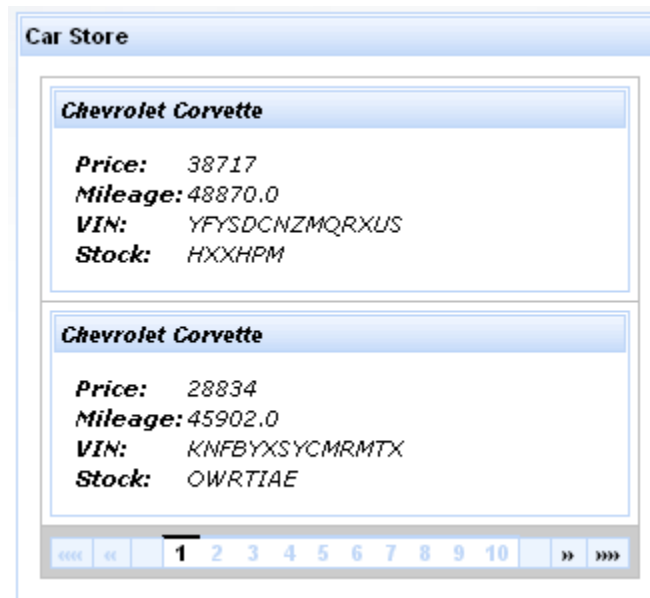 Car Store
Chevrolet Corvette
Price: 38717
Mileage: 48870.0
VIN: YFYSDCNZMQRXUS
Stock: HXXHPM
Chevrolet Corvette
Price: 28834
Mileage: 45902.0
VIN: KNFBYXSYCMRMTX
Stock: OWRTIAE
«« « 1 2 3 4 5 6 7 8 9 10 » »»